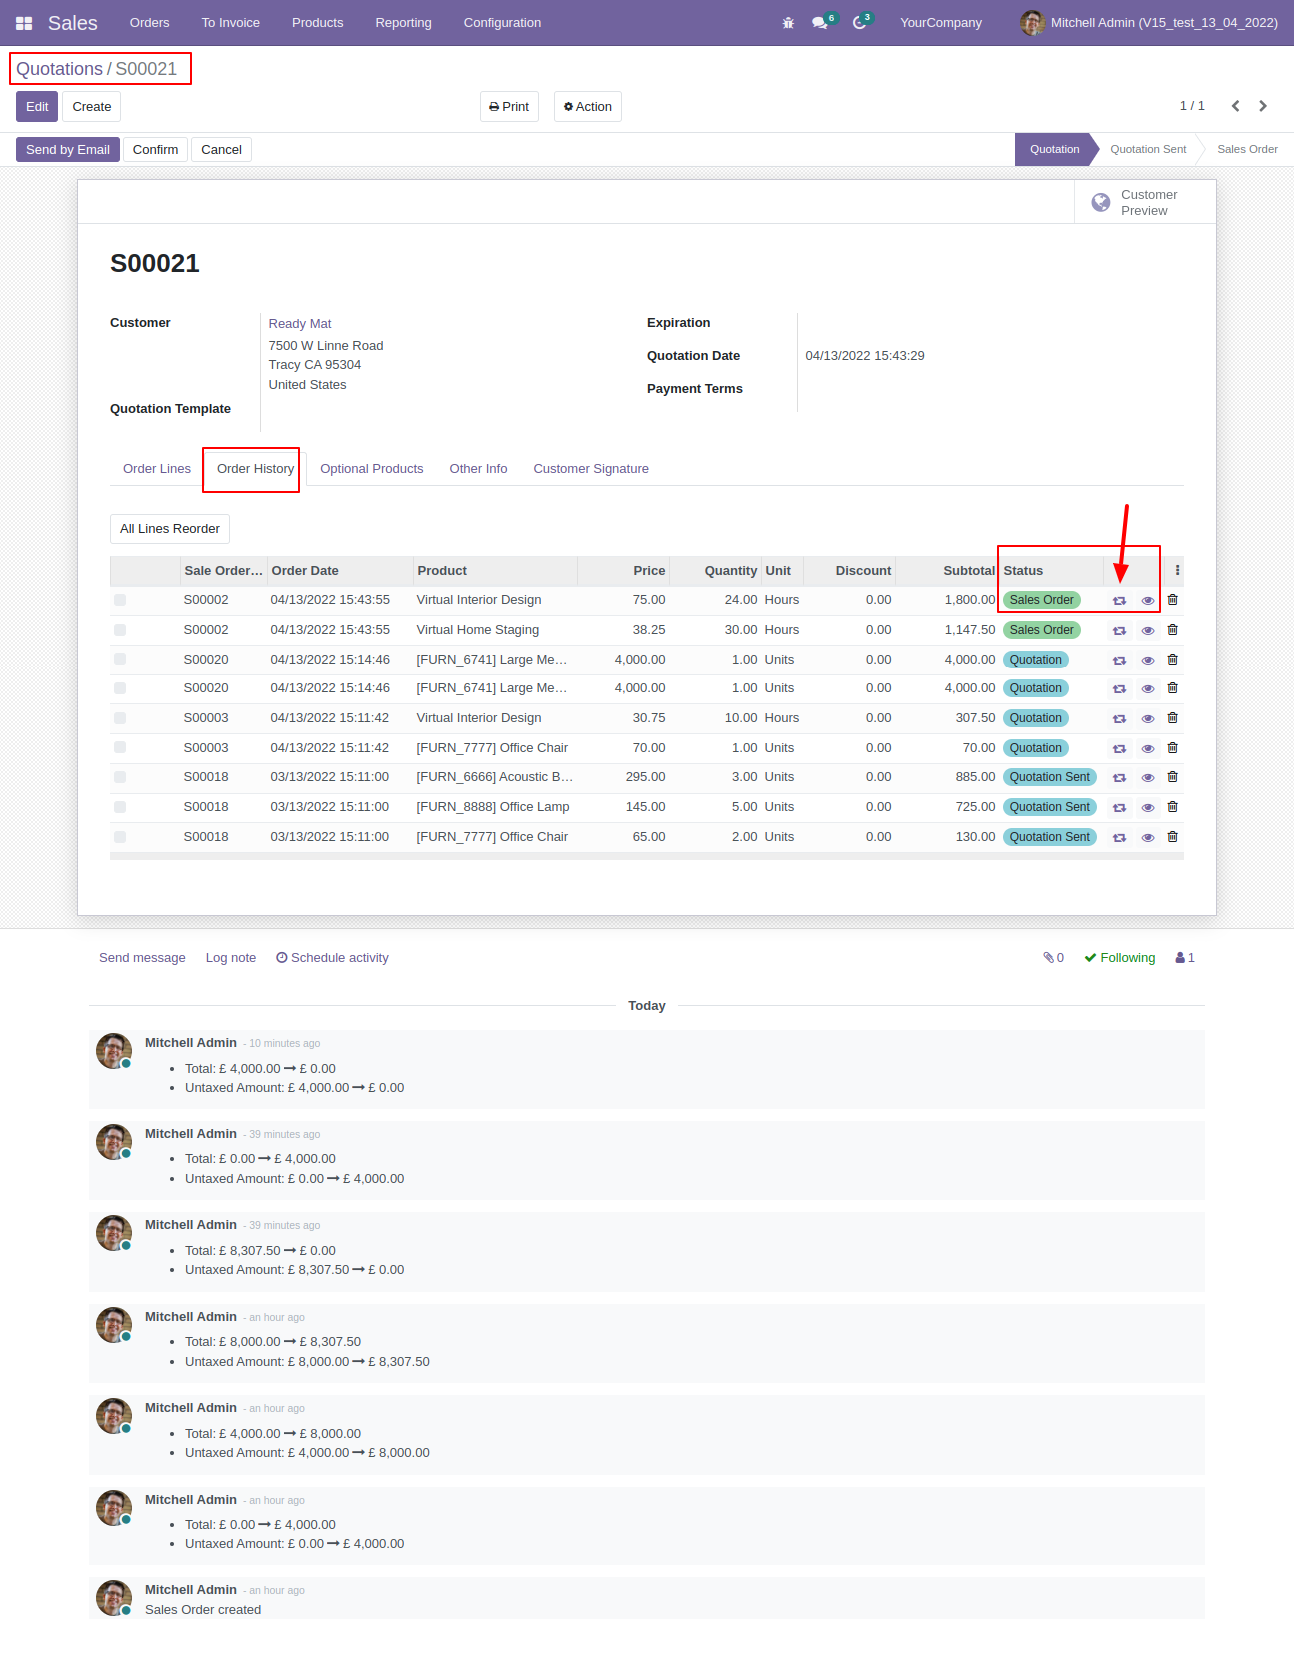 Sales Orders To Invoice Products Reporting Configuration 6 3 YourCompany Mitchell Admin (V15_test_13_04_2022)
Quotations / S00021
Edit Create Print Action 1 / 1
Send by Email Confirm Cancel Quotation Quotation Sent Sales Order
Customer
Preview
S00021
Customer Ready Mat Expiration
7500 W Linne Road
Quotation Date 04/13/2022 15:43:29
Tracy CA 95304
United States
Payment Terms
Quotation Template
Order Lines Order History Optional Products Other Info Customer Signature
All Lines Reorder
Sale Order... Order Date Product Price Quantity Unit Discount Subtotal Status
S00002 04/13/2022 15:43:55 Virtual Interior Design 75.00 24.00 Hours 0.00 1,800.00 Sales Order
S00002 04/13/2022 15:43:55 Virtual Home Staging 38.25 30.00 Hours 0.00 1,147.50 Sales Order
S00020 04/13/2022 15:14:46 [FURN_6741] Large Me... 4,000.00 1.00 Units 0.00 4,000.00 Quotation
S00020 04/13/2022 15:14:46 [FURN_6741] Large Me... 4,000.00 1.00 Units 0.00 4,000.00 Quotation
S00003 04/13/2022 15:11:42 Virtual Interior Design 30.75 10.00 Hours 0.00 307.50 Quotation
S00003 04/13/2022 15:11:42 [FURN_7777] Office Chair 70.00 1.00 Units 0.00 70.00 Quotation
S00018 03/13/2022 15:11:00 [FURN_6666] Acoustic B... 295.00 3.00 Units 0.00 885.00 Quotation Sent
S00018 03/13/2022 15:11:00 [FURN_8888] Office Lamp 145.00 5.00 Units 0.00 725.00 Quotation Sent
S00018 03/13/2022 15:11:00 [FURN_7777] Office Chair 65.00 2.00 Units 0.00 130.00 Quotation Sent
Send message Log note Schedule activity 0 Following 1
Today
Mitchell Admin - 10 minutes ago
• Total: £ 4,000.00 → £ 0.00
• Untaxed Amount: £ 4,000.00 → £ 0.00
Mitchell Admin - 39 minutes ago
• Total: £ 0.00 → £ 4,000.00
• Untaxed Amount: £ 0.00 → £ 4,000.00
Mitchell Admin - 39 minutes ago
• Total: £ 8,307.50 → £ 0.00
• Untaxed Amount: £ 8,307.50 → £ 0.00
Mitchell Admin - an hour ago
• Total: £ 8,000.00 → £ 8,307.50
• Untaxed Amount: £ 8,000.00 → £ 8,307.50
Mitchell Admin - an hour ago
• Total: £ 4,000.00 → £ 8,000.00
• Untaxed Amount: £ 4,000.00 → £ 8,000.00
Mitchell Admin - an hour ago
• Total: £ 0.00 → £ 4,000.00
• Untaxed Amount: £ 0.00 → £ 4,000.00
Mitchell Admin - an hour ago
Sales Order created